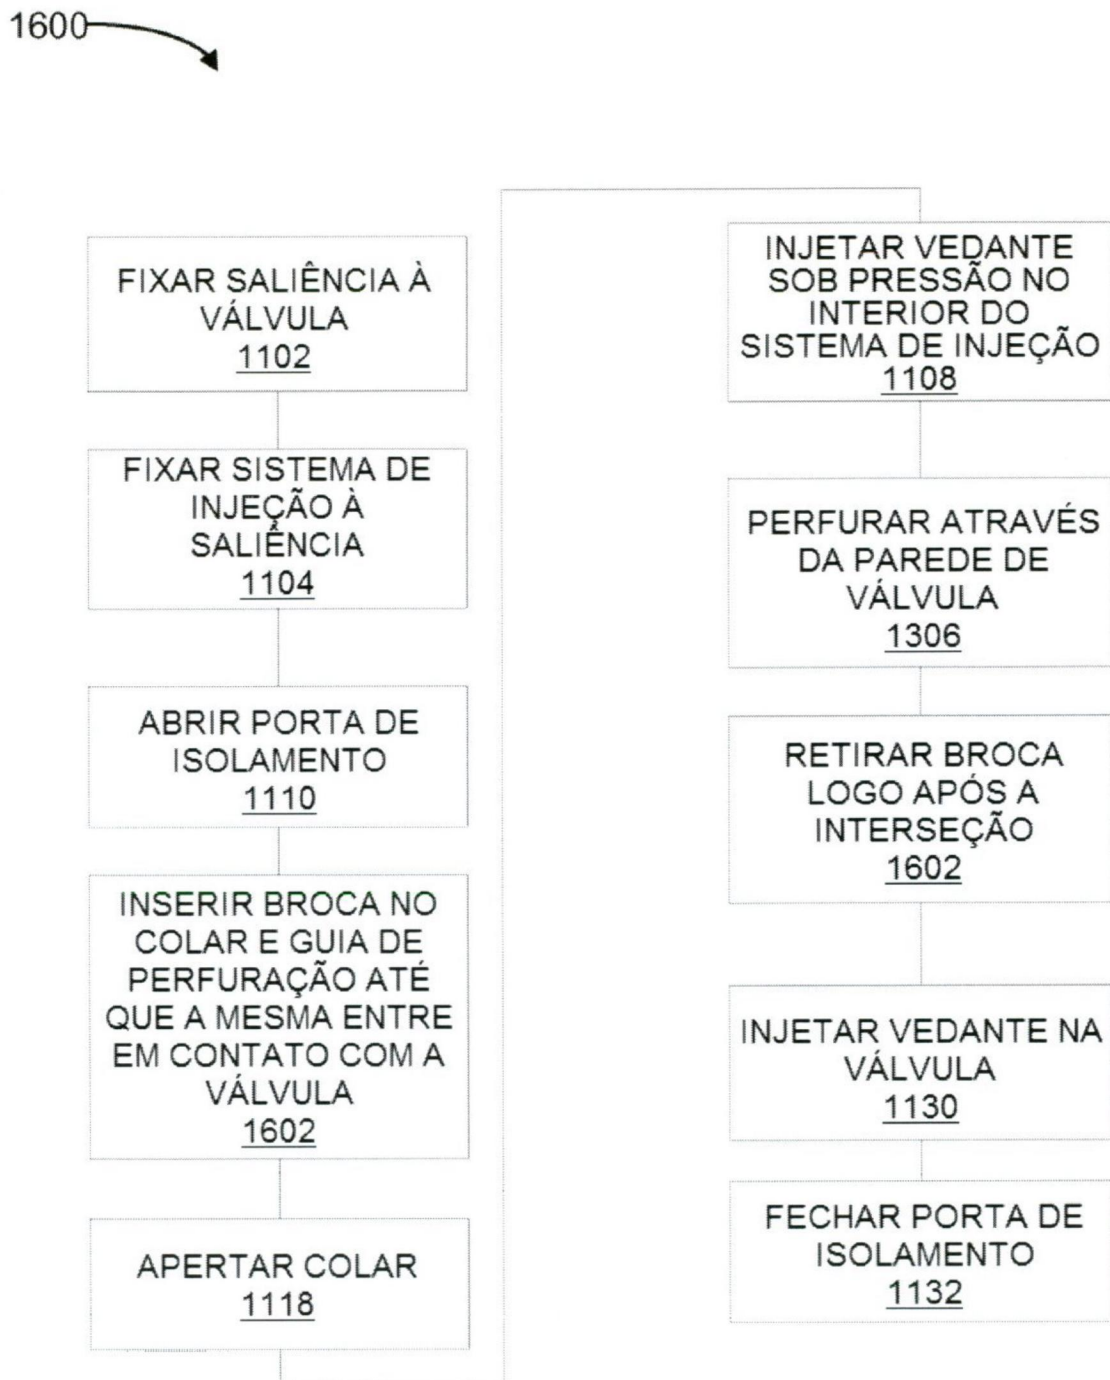 1600
FIXAR SALIÊNCIA À
VÁLVULA
1102
FIXAR SISTEMA DE
INJEÇÃO À
SALIÊNCIA
1104
ABRIR PORTA DE
ISOLAMENTO
1110
INSERIR BROCA NO
COLAR E GUIA DE
PERFURAÇÃO ATÉ
QUE A MESMA ENTRE
EM CONTATO COM A
VÁLVULA
1602
APERTAR COLAR
1118
INJETAR VEDANTE
SOB PRESSÃO NO
INTERIOR DO
SISTEMA DE INJEÇÃO
1108
PERFURAR ATRAVÉS
DA PAREDE DE
VÁLVULA
1306
RETIRAR BROCA
LOGO APÓS A
INTERSEÇÃO
1602
INJETAR VEDANTE NA
VÁLVULA
1130
FECHAR PORTA DE
ISOLAMENTO
1132